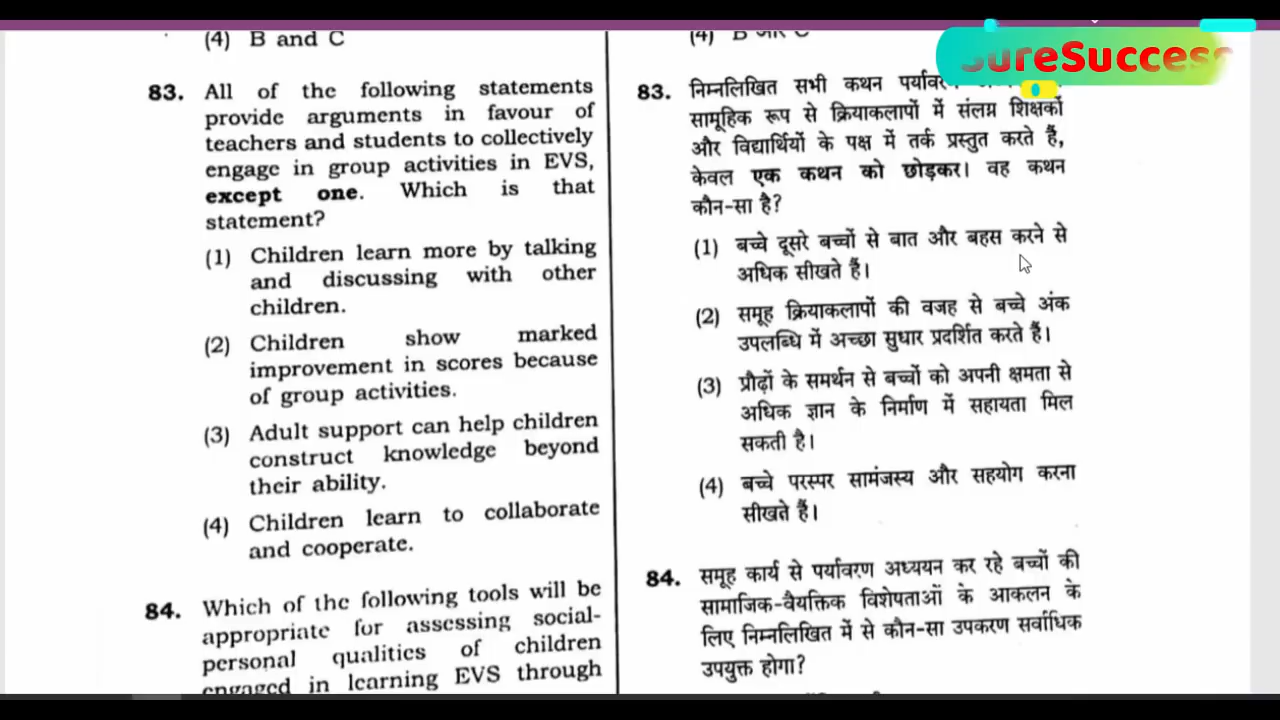 (4) B and C
83. All of the following statements
provide arguments in favour of
teachers and students to collectively
engage in group activities in EVS,
except one. Which is that
statement?
(1) Children learn more by talking
and discussing with other
children.
(2) Children show marked
improvement in scores because
of group activities.
(3) Adult support can help children
construct knowledge beyond
their ability.
(4) Children learn to collaborate
and cooperate.
84. Which of the following tools will be
appropriate for assessing social-
personal qualities of children
engaged in learning EVS through
(4) B और C
SureSuccess
83. निम्नलिखित सभी कथन
सामूहिक रूप से क्रियाकलापों में संलग्न शिक्षकों
और विद्यार्थियों के पक्ष में तर्क प्रस्तुत करते हैं,
केवल एक कथन को छोड़कर। वह कथन
कौन-सा है?
(1) बच्चे दूसरे बच्चों से बात और बहस करने से
अधिक सीखते हैं।
(2) समूह क्रियाकलापों की वजह से बच्चे अंक
उपलब्धि में अच्छा सुधार प्रदर्शित करते हैं।
(3) प्रौढ़ों के समर्थन से बच्चों को अपनी क्षमता से
अधिक ज्ञान के निर्माण में सहायता मिल
सकती है।
(4) बच्चे परस्पर सामंजस्य और सहयोग करना
सीखते हैं।
84. समूह कार्य से पर्यावरण अध्ययन कर रहे बच्चों की
सामाजिक-वैयक्तिक विशेषताओं के आकलन के
लिए निम्नलिखित में से कौन-सा उपकरण सर्वाधिक
उपयुक्त होगा?